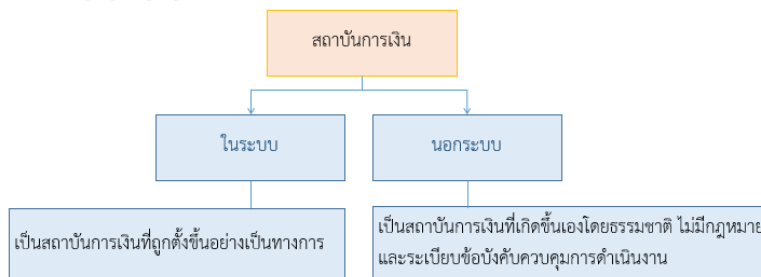 สถาบันการเงิน
ในระบบ
นอกระบบ
เป็นสถาบันการเงินที่ถูกตั้งขึ้นอย่างเป็นทางการ
เป็นสถาบันการเงินที่เกิดขึ้นเองโดยธรรมชาติ ไม่มีกฎหมาย
และระเบียบข้อบังคับควบคุมการดำเนินงาน